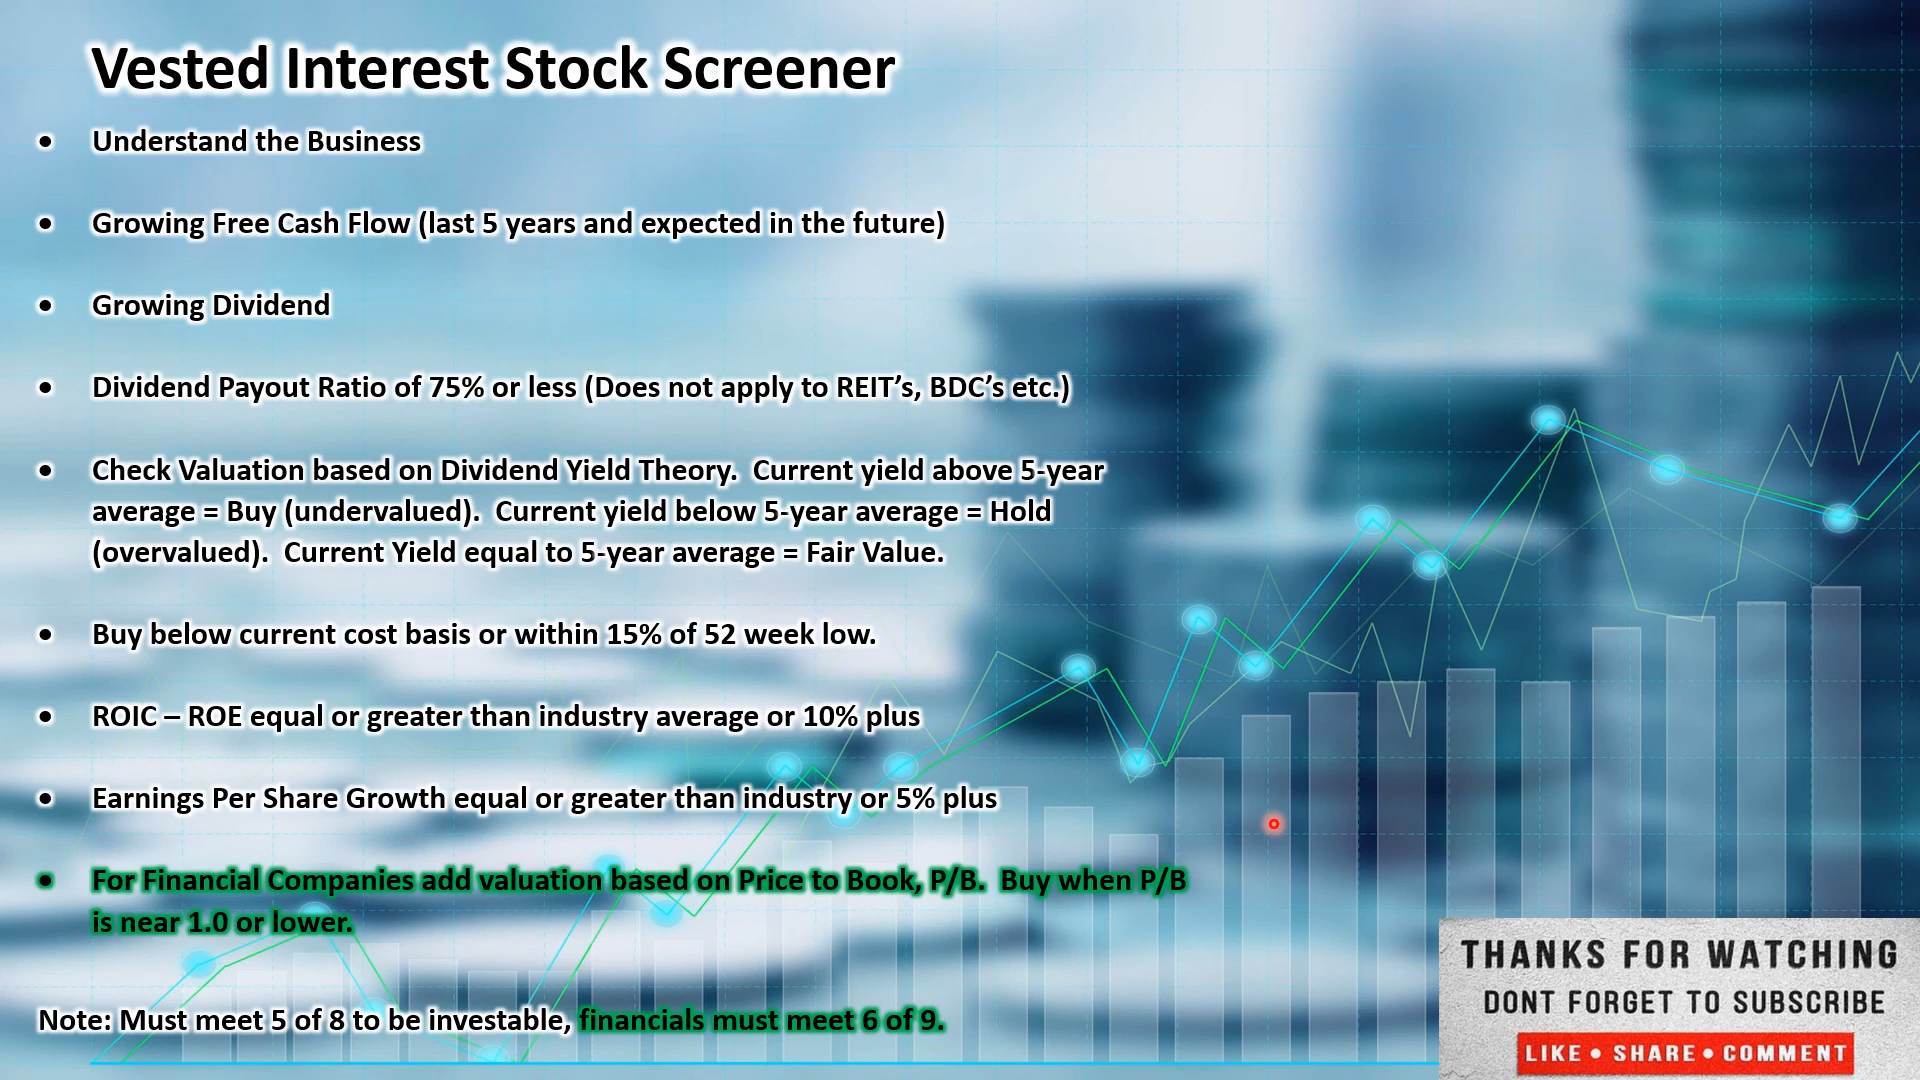 Vested Interest Stock Screener
• Understand the Business
• Growing Free Cash Flow (last 5 years and expected in the future)
• Growing Dividend
• Dividend Payout Ratio of 75% or less (Does not apply to REIT’s, BDC’s etc.)
• Check Valuation based on Dividend Yield Theory.  Current yield above 5-year
average = Buy (undervalued).  Current yield below 5-year average = Hold
(overvalued).  Current Yield equal to 5-year average = Fair Value.
• Buy below current cost basis or within 15% of 52 week low.
• ROIC – ROE equal or greater than industry average or 10% plus
• Earnings Per Share Growth equal or greater than industry or 5% plus
• For Financial Companies add valuation based on Price to Book, P/B.  Buy when P/B
is near 1.0 or lower.
Note: Must meet 5 of 8 to be investable, financials must meet 6 of 9.
THANKS FOR WATCHING
DONT FORGET TO SUBSCRIBE
LIKE • SHARE • COMMENT